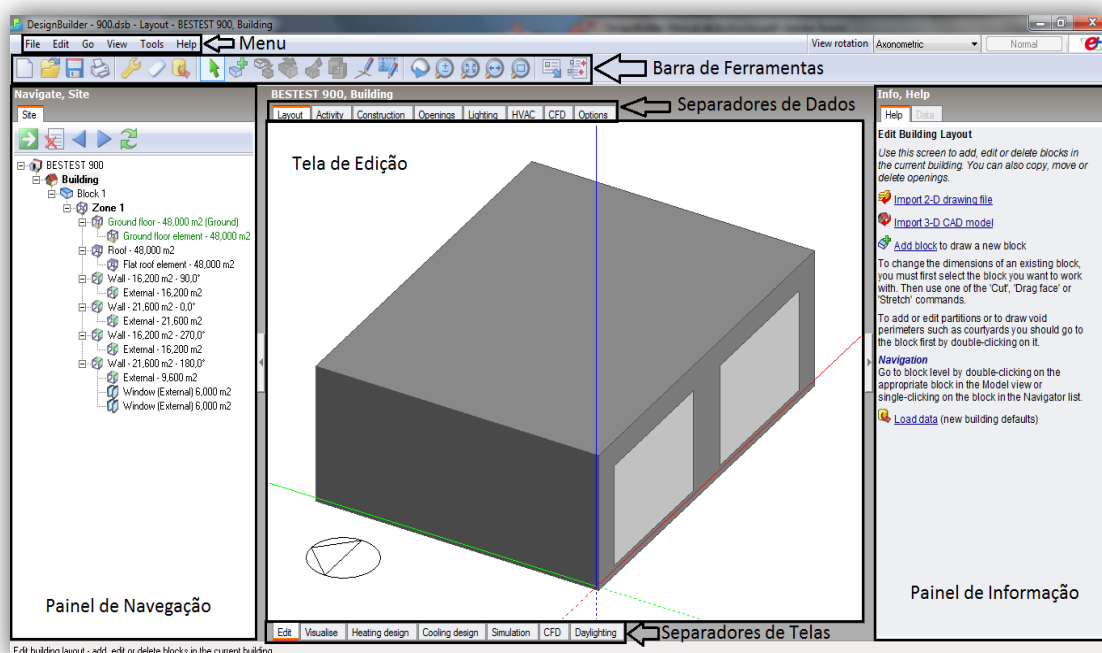 DesignBuilder - 900.dsb - Layout - BESTEST 900, Building
File Edit Go View Tools Help
Menu
View rotation Axonometric Normal
Barra de Ferramentas
Navigate, Site
Site
BESTEST 900
Building
Block 1
Zone 1
Ground floor - 48,000 m2 (Ground)
Ground floor element - 48,000 m2
Roof - 48,000 m2
Flat roof element - 48,000 m2
Wall - 16,200 m2 - 90,0°
External - 16,200 m2
Wall - 21,600 m2 - 0,0°
External - 21,600 m2
Wall - 16,200 m2 - 270,0°
External - 16,200 m2
Wall - 21,600 m2 - 180,0°
External - 9,600 m2
Window (External) 6,000 m2
Window (External) 6,000 m2
Painel de Navegação
BESTEST 900, Building
Separadores de Dados
Layout Activity Construction Openings Lighting HVAC CFD Options
Tela de Edição
Edit Visualise Heating design Cooling design Simulation CFD Daylighting
Separadores de Telas
Info, Help
Help Data
Edit Building Layout
Use this screen to add, edit or delete blocks in
the current building. You can also copy, move or
delete openings.
Import 2-D drawing file
Import 3-D CAD model
Add block to draw a new block
To change the dimensions of an existing block,
you must first select the block you want to work
with. Then use one of the 'Cut', 'Drag face' or
'Stretch' commands.
To add or edit partitions or to draw void
perimeters such as courtyards you should go to
the block first by double-clicking on it.
Navigation
Go to block level by double-clicking on the
appropriate block in the Model view or
single-clicking on the block in the Navigator list.
Load data (new building defaults)
Painel de Informação
Edit building layout - add, edit or delete blocks in the current building